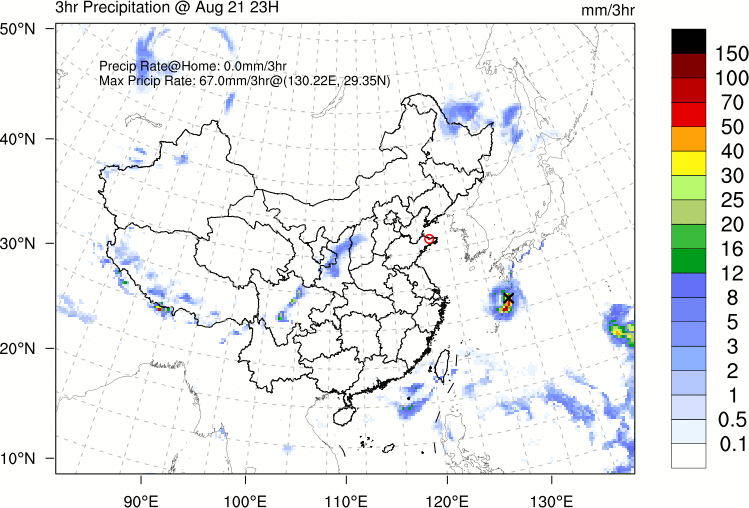 3hr Precipitation @ Aug 21 23H
mm/3hr
Precip Rate@Home: 0.0mm/3hr
Max Pricip Rate: 67.0mm/3hr@(130.22E, 29.35N)
50°N
40°N
30°N
20°N
10°N
90°E
100°E
110°E
120°E
130°E
150
100
70
50
40
30
25
20
16
12
8
5
3
2
1
0.5
0.1